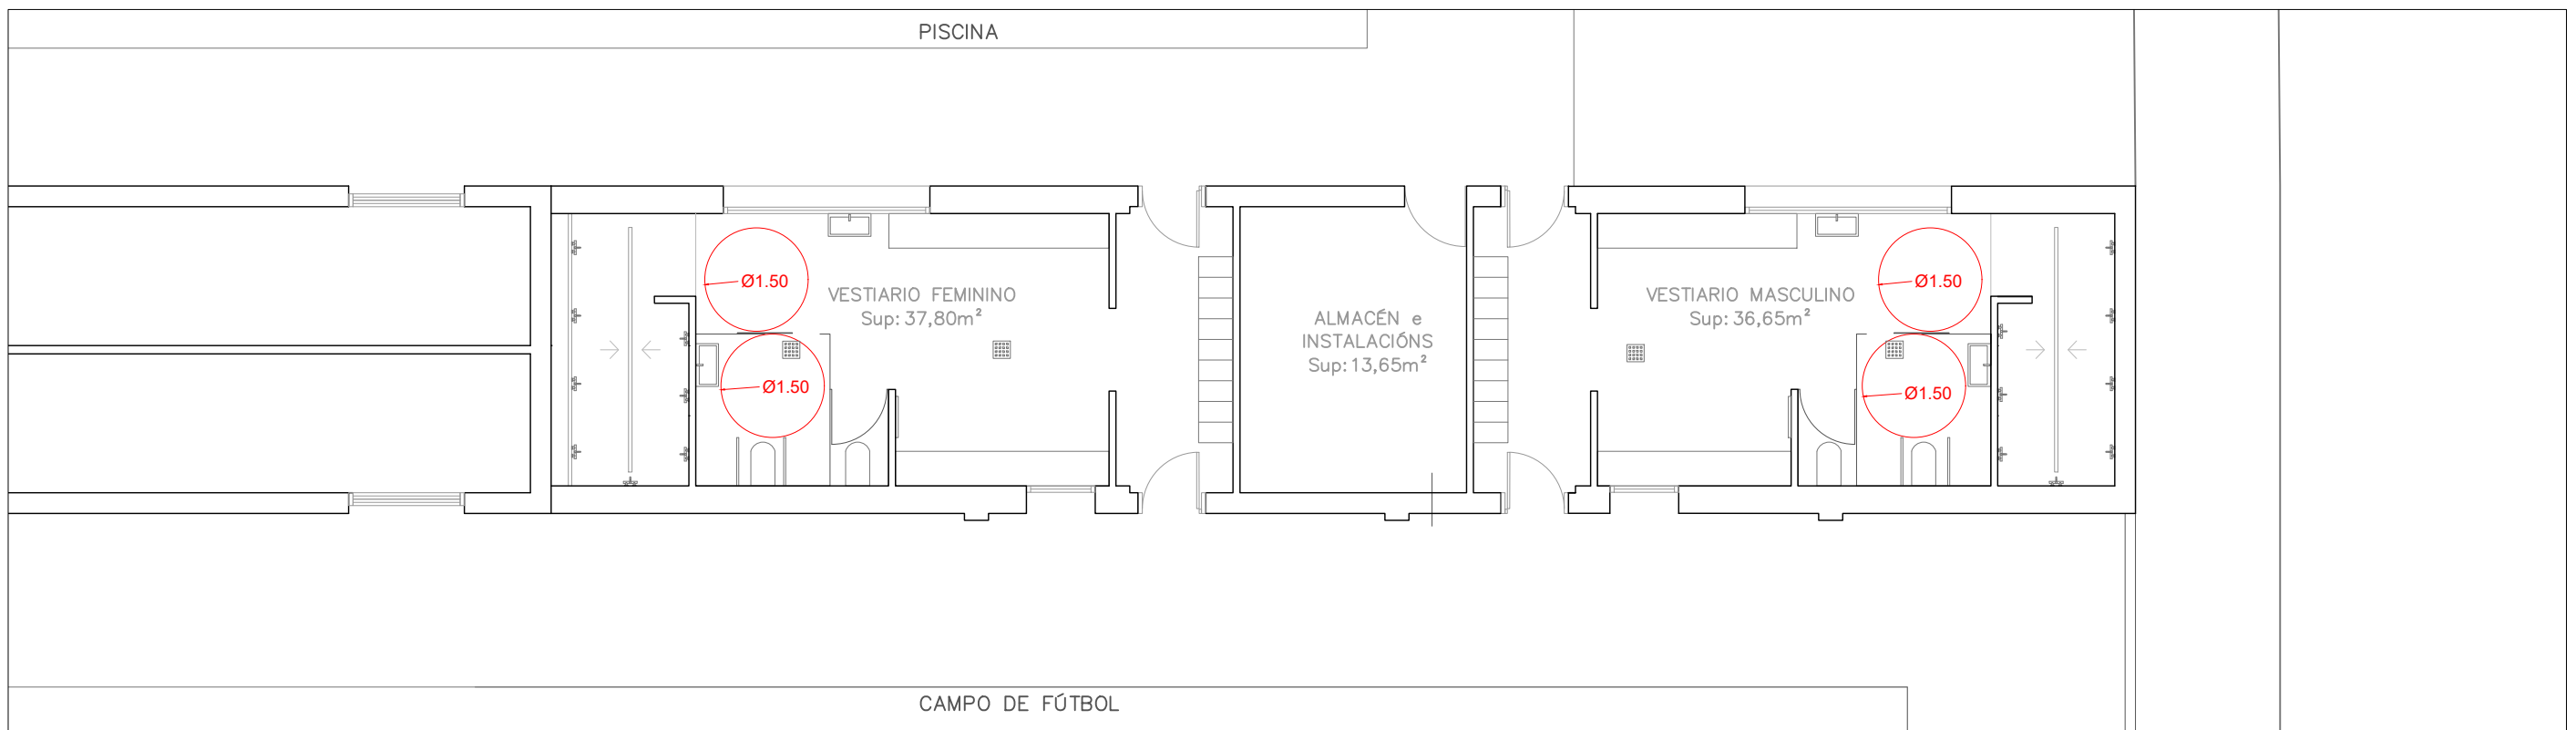 PISCINA
Ø1.50
VESTIARIO FEMININO
Sup: 37,80m²
Ø1.50
ALMACÉN e
INSTALACIÓNS
Sup: 13,65m²
VESTIARIO MASCULINO
Sup: 36,65m²
Ø1.50
Ø1.50
CAMPO DE FÚTBOL